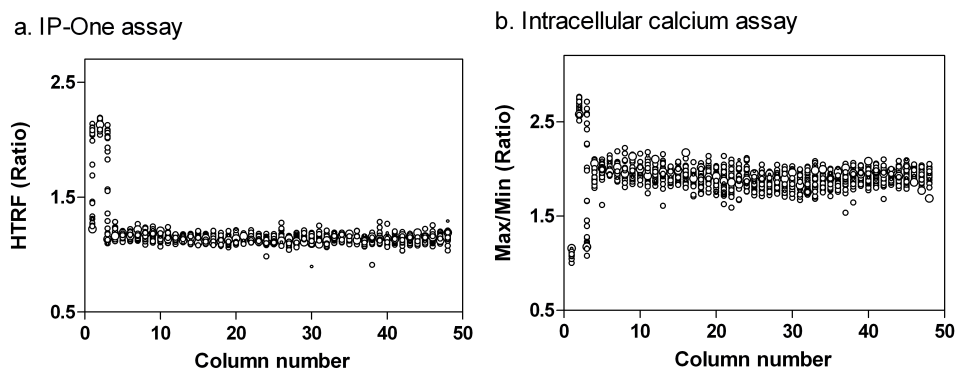 a. IP-One assay
HTRF (Ratio)
2.5
1.5
0.5
0 10 20 30 40 50
Column number
b. Intracellular calcium assay
Max/Min (Ratio)
2.5
1.5
0.5
0 10 20 30 40 50
Column number